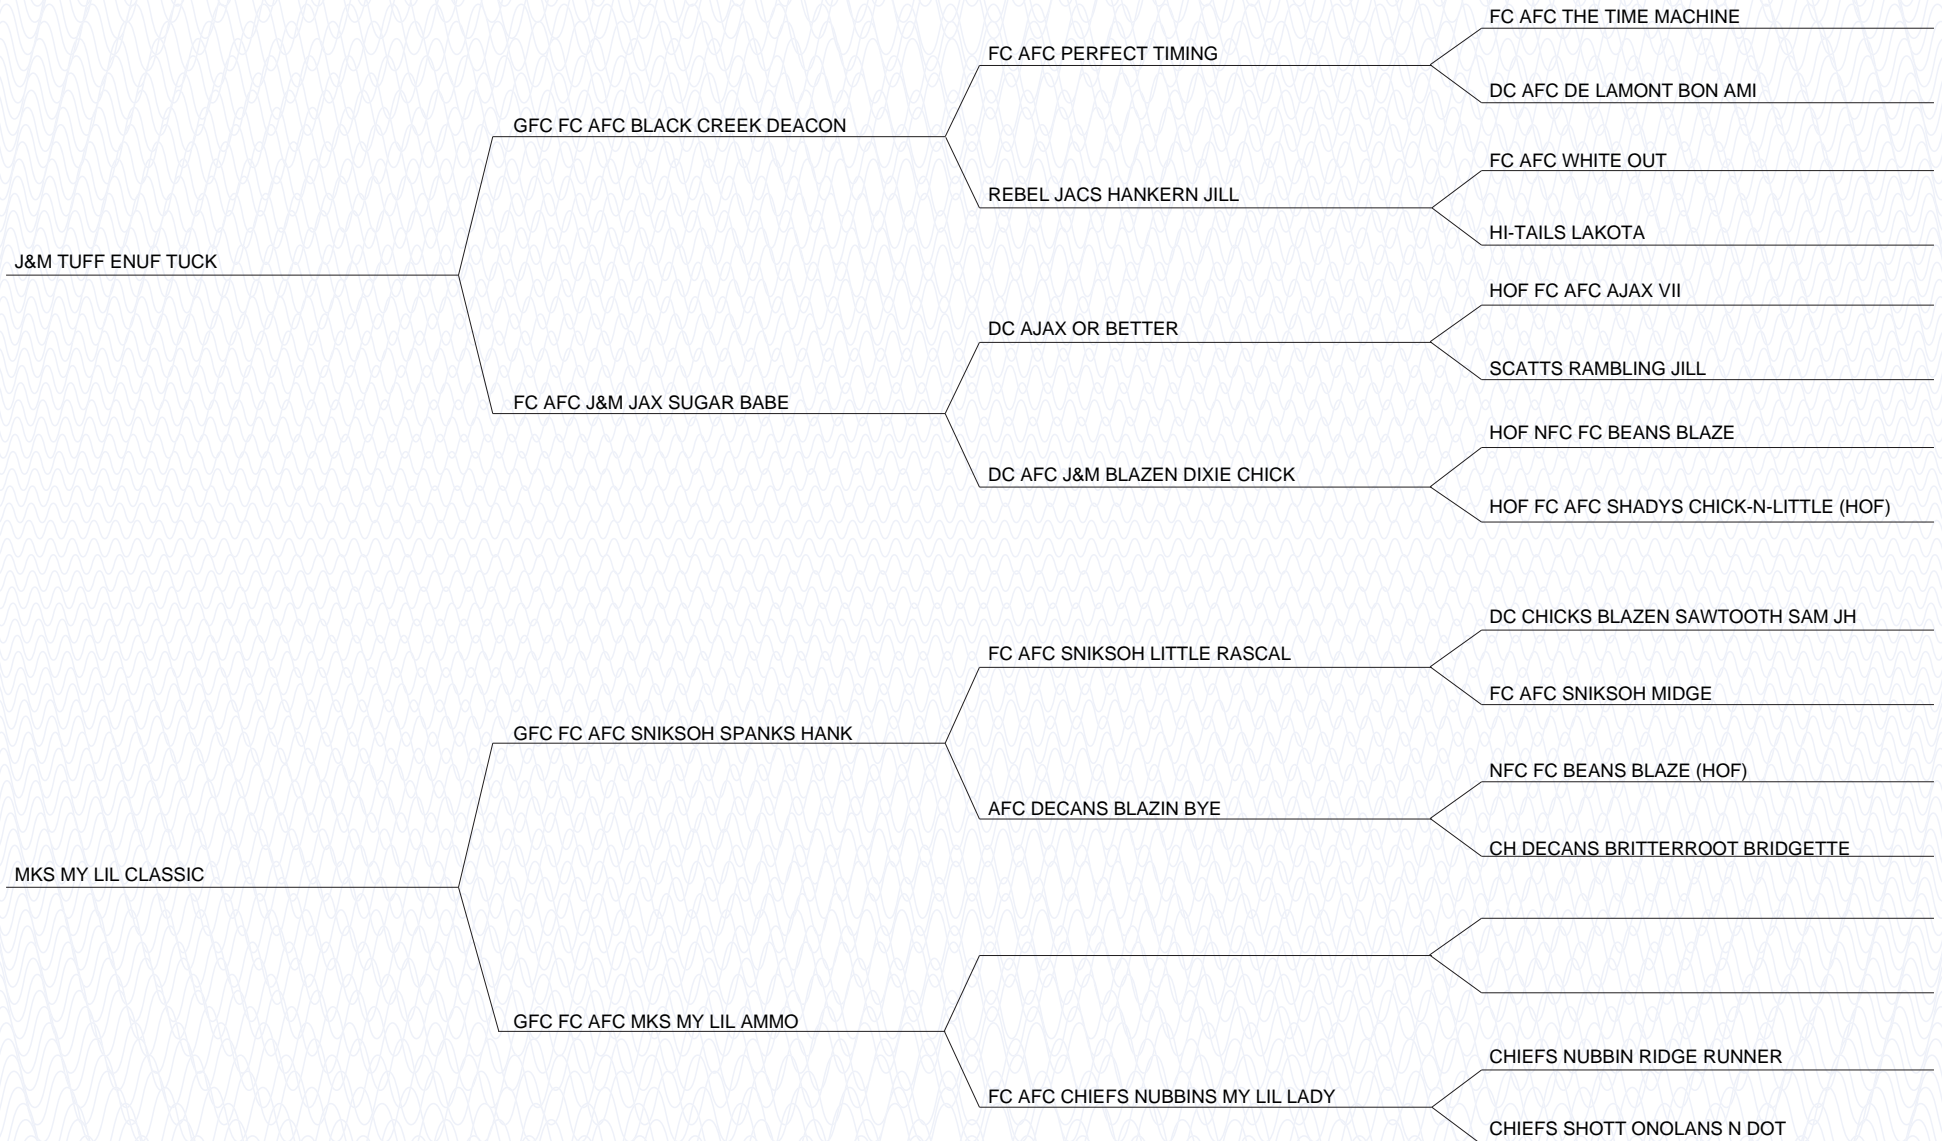 FC AFC THE TIME MACHINE
FC AFC PERFECT TIMING
DC AFC DE LAMONT BON AMI
GFC FC AFC BLACK CREEK DEACON
FC AFC WHITE OUT
REBEL JACS HANKERN JILL
HI-TAILS LAKOTA
J&M TUFF ENUF TUCK
HOF FC AFC AJAX VII
DC AJAX OR BETTER
SCATTS RAMBLING JILL
FC AFC J&M JAX SUGAR BABE
HOF NFC FC BEANS BLAZE
DC AFC J&M BLAZEN DIXIE CHICK
HOF FC AFC SHADYS CHICK-N-LITTLE (HOF)
DC CHICKS BLAZEN SAWTOOTH SAM JH
FC AFC SNIKSOH LITTLE RASCAL
FC AFC SNIKSOH MIDGE
GFC FC AFC SNIKSOH SPANKS HANK
NFC FC BEANS BLAZE (HOF)
AFC DECANS BLAZIN BYE
CH DECANS BRITTERROOT BRIDGETTE
MKS MY LIL CLASSIC
GFC FC AFC MKS MY LIL AMMO
CHIEFS NUBBIN RIDGE RUNNER
FC AFC CHIEFS NUBBINS MY LIL LADY
CHIEFS SHOTT ONOLANS N DOT